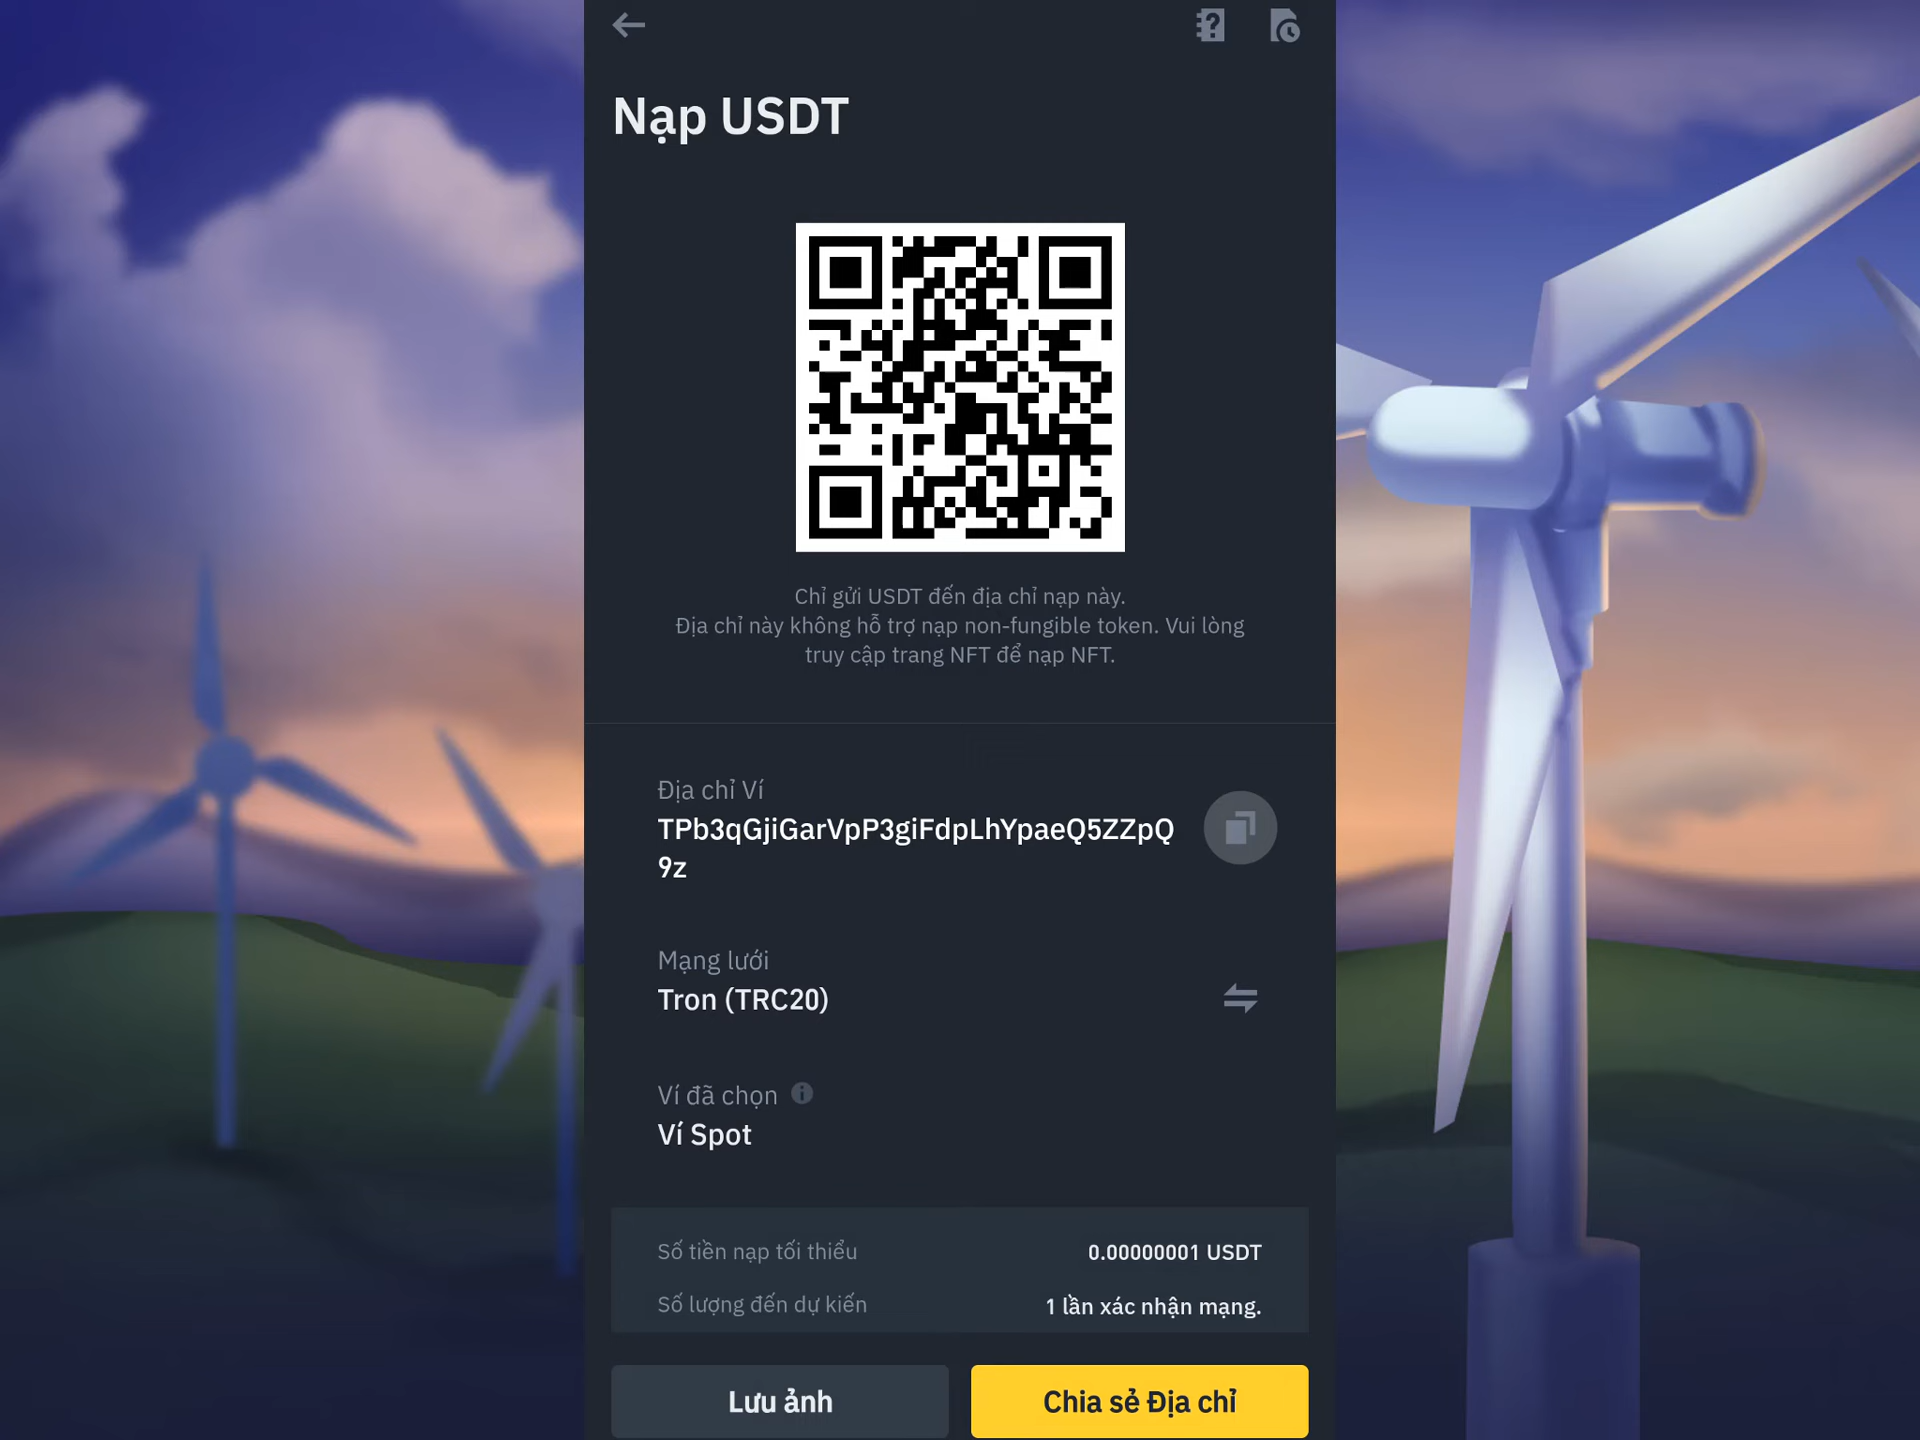 Nạp USDT
Chỉ gửi USDT đến địa chỉ nạp này.
Địa chỉ này không hỗ trợ nạp non-fungible token. Vui lòng
truy cập trang NFT để nạp NFT.
Địa chỉ Ví
TPb3qGjiGarVpP3giFdpLhYpaeQ5ZZpQ
9z
Mạng lưới
Tron (TRC20)
Ví đã chọn
Ví Spot
Số tiền nạp tối thiểu 0.00000001 USDT
Số lượng đến dự kiến 1 lần xác nhận mạng.
Lưu ảnh Chia sẻ Địa chỉ